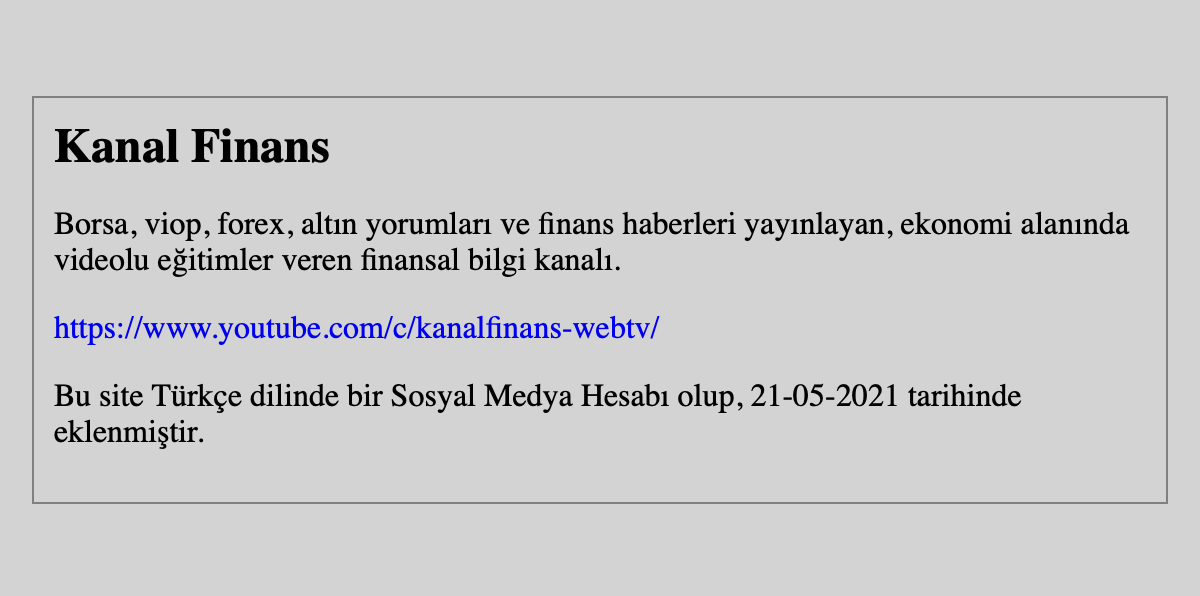 Kanal Finans
Borsa, viop, forex, altın yorumları ve finans haberleri yayınlayan, ekonomi alanında
videolu eğitimler veren finansal bilgi kanalı.
https://www.youtube.com/c/kanalfinans-webtv/
Bu site Türkçe dilinde bir Sosyal Medya Hesabı olup, 21-05-2021 tarihinde
eklenmiştir.